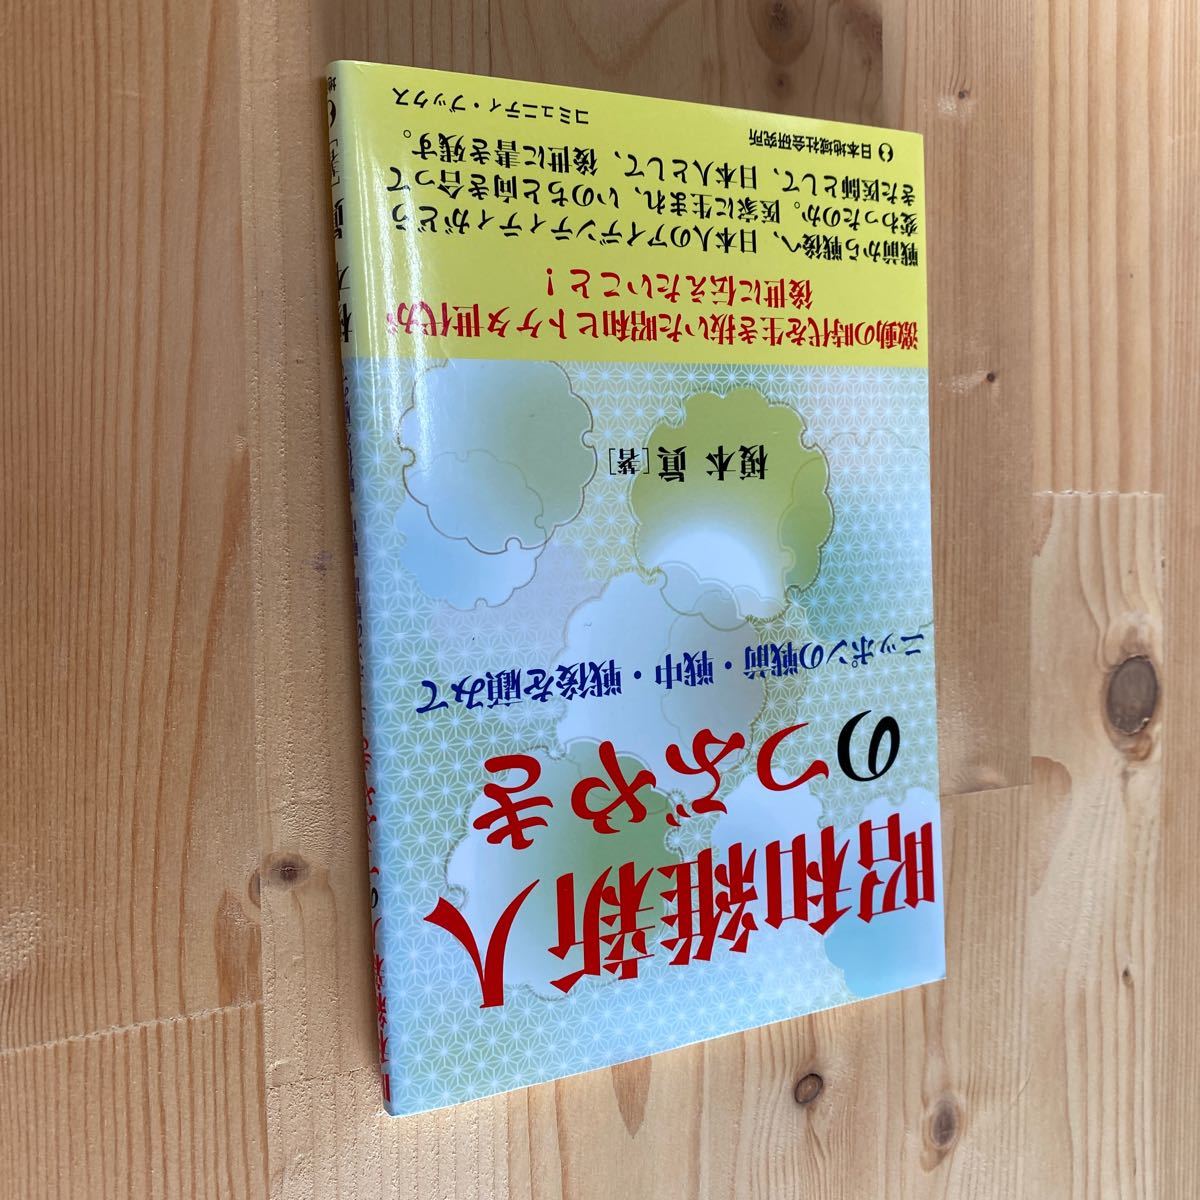 昭和維新人
のつぶやき
ニッポンの戦前・戦中・戦後を顧みて
榎本 眞[著]
激動の時代を生き抜いた昭和ヒトケタ世代が
後世に伝えたいこと！
戦前から戦後へ、日本人のアイデンティティがどう
変わったのか。医家に生まれ、いのちと向き合って
きた医師として、日本人として、後世に書き残す。
日本地域社会研究所
コミュニティ・ブックス